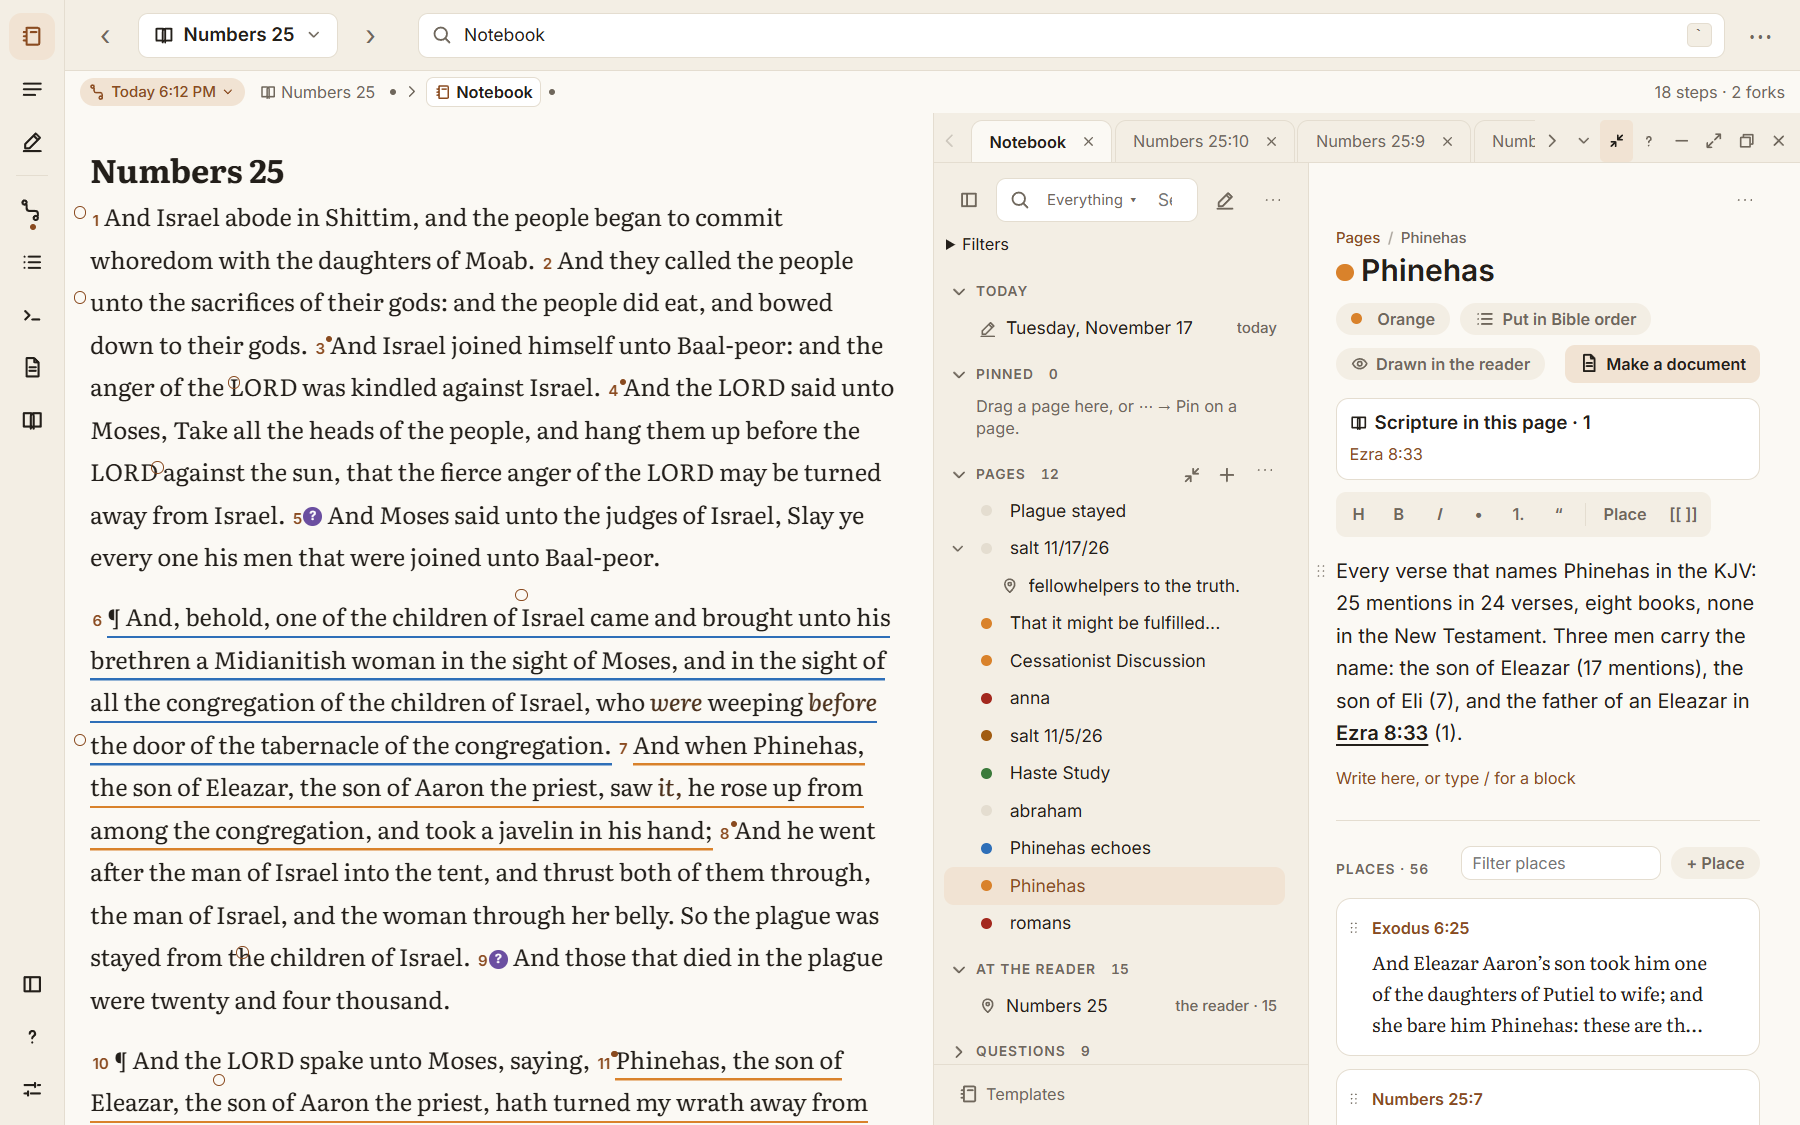 Numbers 25
Notebook
`
Today 6:12 PM
Numbers 25
Notebook
18 steps · 2 forks
Numbers 25
1 And Israel abode in Shittim, and the people began to commit
whoredom with the daughters of Moab. 2 And they called the people
unto the sacrifices of their gods: and the people did eat, and bowed
down to their gods. 3 And Israel joined himself unto Baal-peor: and the
anger of the LORD was kindled against Israel. 4 And the LORD said unto
Moses, Take all the heads of the people, and hang them up before the
LORD against the sun, that the fierce anger of the LORD may be turned
away from Israel. 5 ? And Moses said unto the judges of Israel, Slay ye
every one his men that were joined unto Baal-peor.
6 ¶ And, behold, one of the children of Israel came and brought unto his
brethren a Midianitish woman in the sight of Moses, and in the sight of
all the congregation of the children of Israel, who were weeping before
the door of the tabernacle of the congregation. 7 And when Phinehas,
the son of Eleazar, the son of Aaron the priest, saw it, he rose up from
among the congregation, and took a javelin in his hand; 8 And he went
after the man of Israel into the tent, and thrust both of them through,
the man of Israel, and the woman through her belly. So the plague was
stayed from the children of Israel. 9 ? And those that died in the plague
were twenty and four thousand.
10 ¶ And the LORD spake unto Moses, saying, 11 Phinehas, the son of
Eleazar, the son of Aaron the priest, hath turned my wrath away from
Notebook
Numbers 25:10
Numbers 25:9
Numb
?
Everything
Se
Filters
TODAY
Tuesday, November 17 today
PINNED 0
Drag a page here, or ··· → Pin on a
page.
PAGES 12
Plague stayed
salt 11/17/26
fellowhelpers to the truth.
That it might be fulfilled...
Cessationist Discussion
anna
salt 11/5/26
Haste Study
abraham
Phinehas echoes
Phinehas
romans
AT THE READER 15
Numbers 25 the reader · 15
QUESTIONS 9
Templates
Pages / Phinehas
Phinehas
Orange
Put in Bible order
Drawn in the reader
Make a document
Scripture in this page · 1
Ezra 8:33
H B I • 1. “ Place [[ ]]
Every verse that names Phinehas in the KJV:
25 mentions in 24 verses, eight books, none
in the New Testament. Three men carry the
name: the son of Eleazar (17 mentions), the
son of Eli (7), and the father of an Eleazar in
Ezra 8:33 (1).
Write here, or type / for a block
PLACES · 56
Filter places
+ Place
Exodus 6:25
And Eleazar Aaron’s son took him one
of the daughters of Putiel to wife; and
she bare him Phinehas: these are th...
Numbers 25:7
?